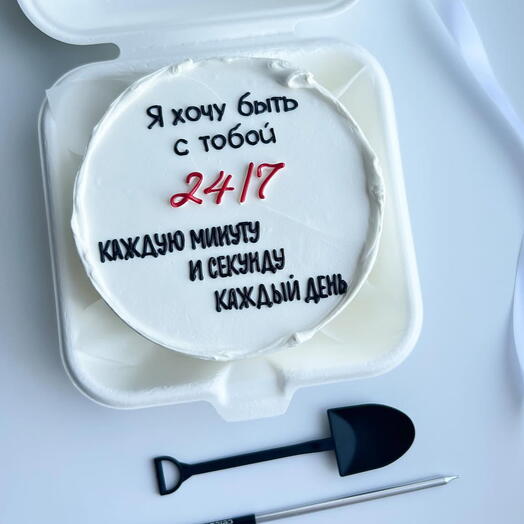 Я хочу быть
с тобой
24/7
КАЖДУЮ МИНУТУ
И СЕКУНДУ
КАЖДЫЙ ДЕНЬ